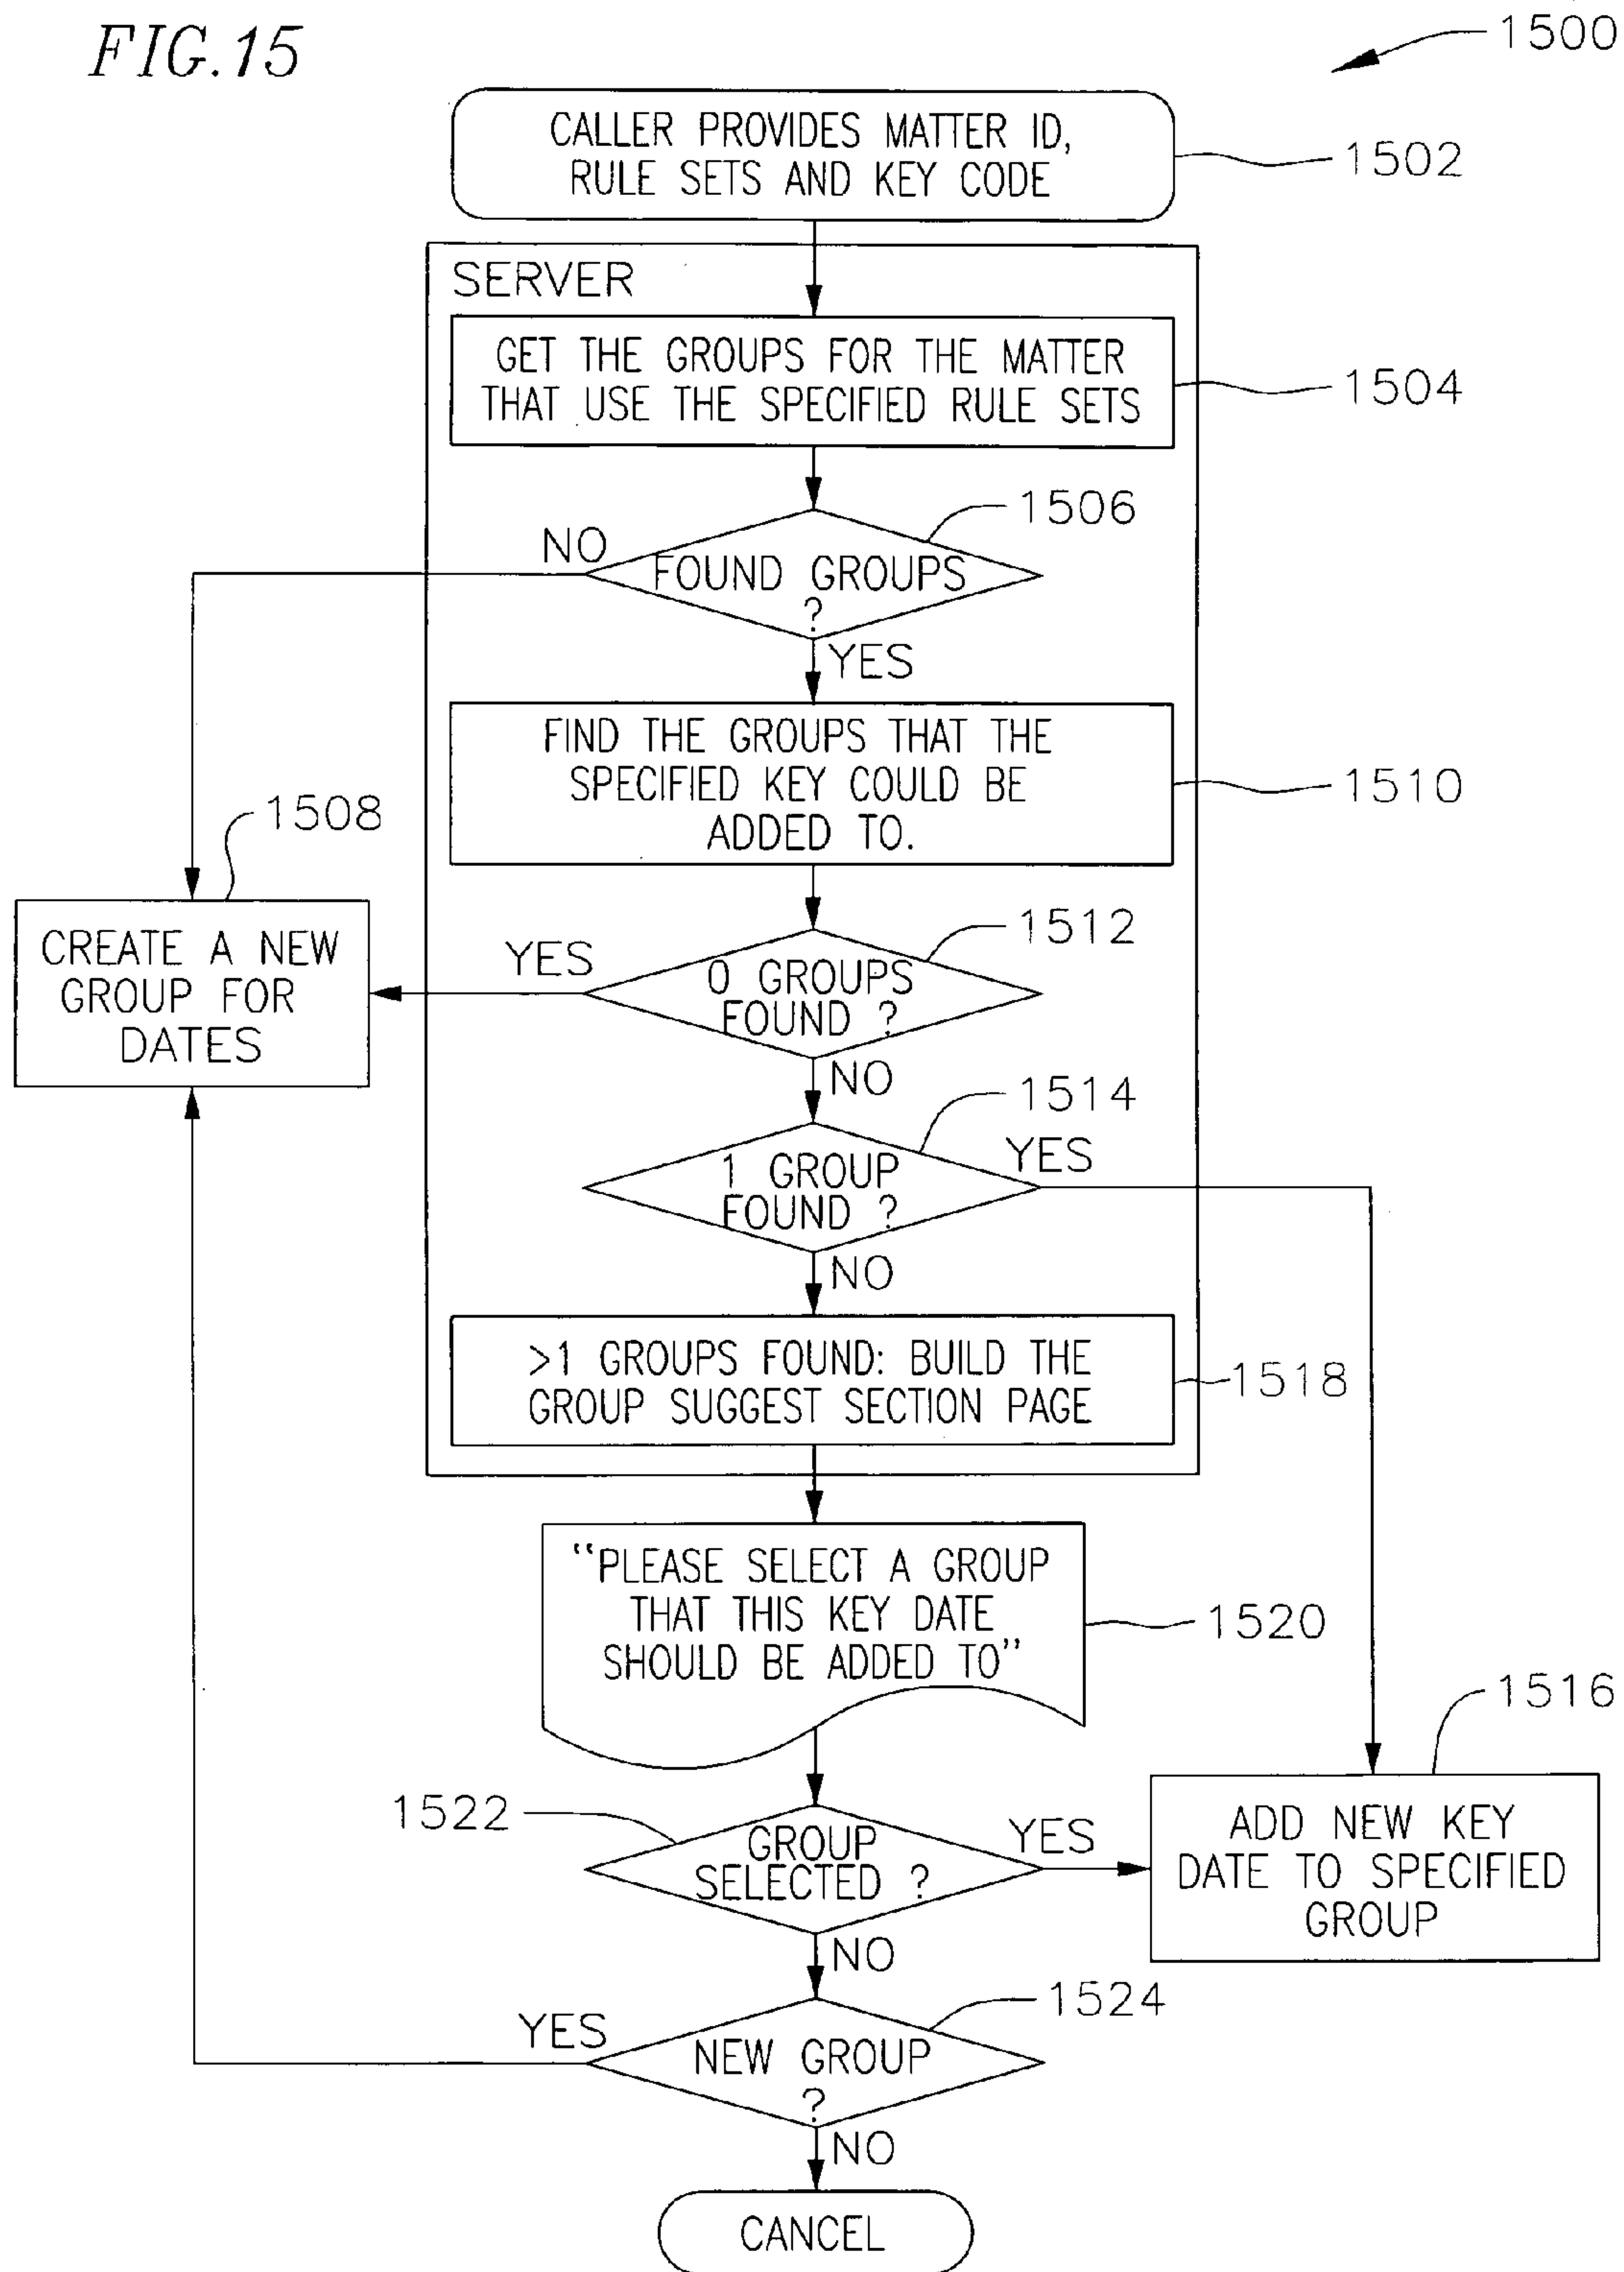 FIG.15
1500
CALLER PROVIDES MATTER ID,
RULE SETS AND KEY CODE
1502
SERVER
GET THE GROUPS FOR THE MATTER
THAT USE THE SPECIFIED RULE SETS
1504
1506
NO
FOUND GROUPS
?
YES
FIND THE GROUPS THAT THE
SPECIFIED KEY COULD BE
ADDED TO.
1510
1508
CREATE A NEW
GROUP FOR
DATES
1512
YES
0 GROUPS
FOUND ?
NO
1514
YES
1 GROUP
FOUND ?
NO
>1 GROUPS FOUND: BUILD THE
GROUP SUGGEST SECTION PAGE
1518
"PLEASE SELECT A GROUP
THAT THIS KEY DATE
SHOULD BE ADDED TO"
1520
1516
ADD NEW KEY
DATE TO SPECIFIED
GROUP
1522
GROUP
SELECTED ?
YES
NO
1524
YES
NEW GROUP
?
NO
CANCEL